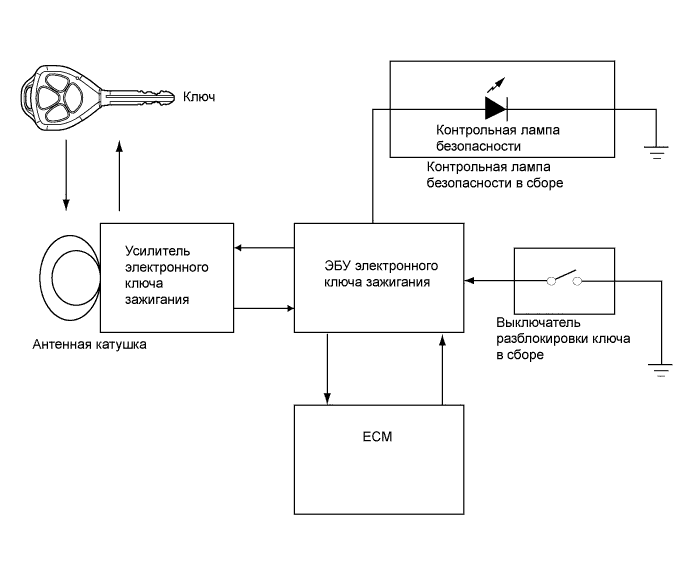 Ключ
Контрольная лампа
безопасности
Контрольная лампа
безопасности в сборе
Усилитель
электронного
ключа
зажигания
ЭБУ электронного
ключа зажигания
Выключатель
разблокировки ключа
в сборе
Антенная катушка
ECM